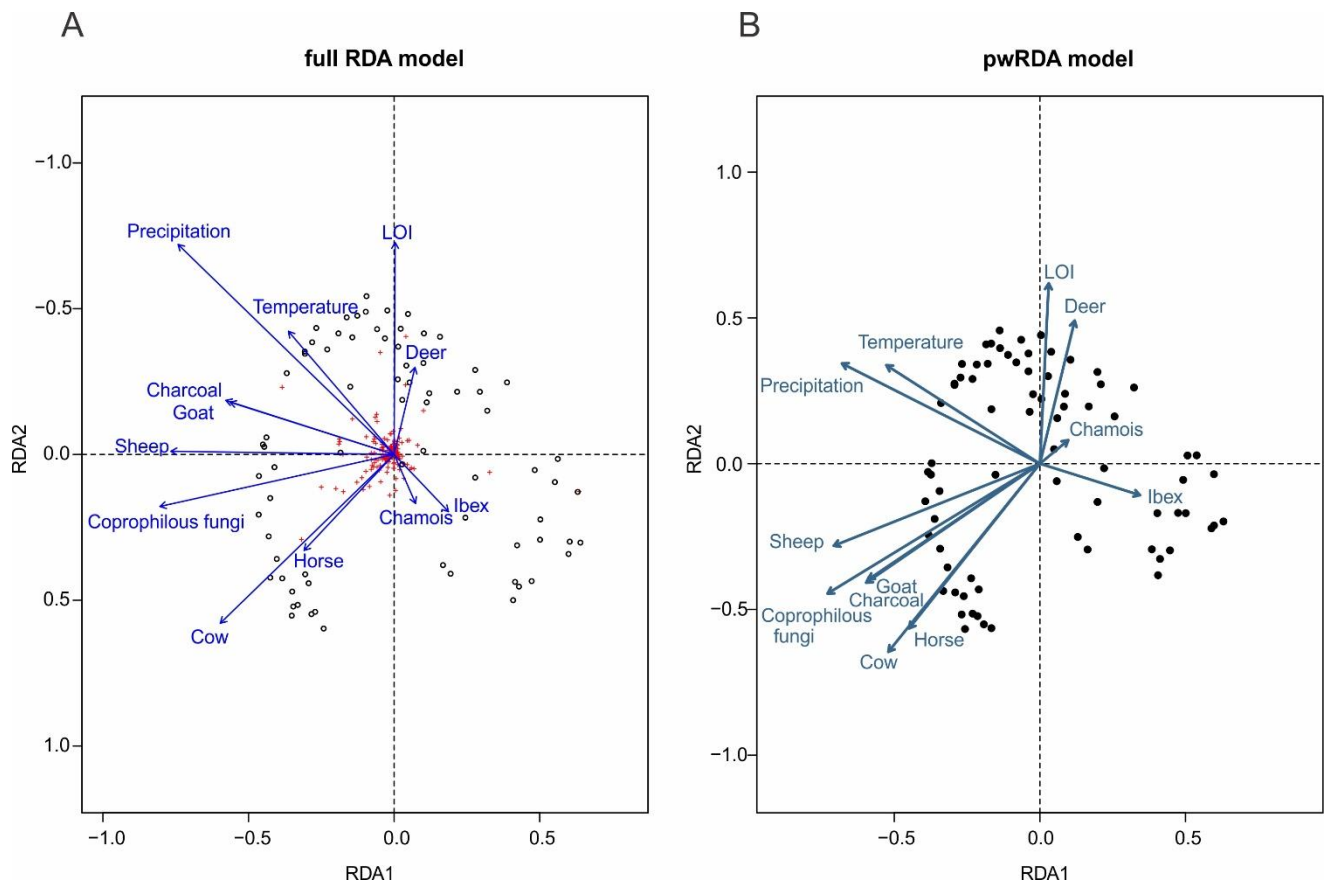 A
full RDA model
−1.0
−0.5
0.0
0.5
1.0
RDA2
Precipitation
LOI
Temperature
Deer
Charcoal
Goat
Sheep
Coprophilous fungi
Ibex
Chamois
Horse
Cow
−1.0
−0.5
0.0
0.5
RDA1
B
pwRDA model
1.0
0.5
0.0
−0.5
−1.0
RDA2
LOI
Deer
Temperature
Precipitation
Chamois
Ibex
Sheep
Goat
Charcoal
Coprophilous
fungi
Horse
Cow
−0.5
0.0
0.5
RDA1